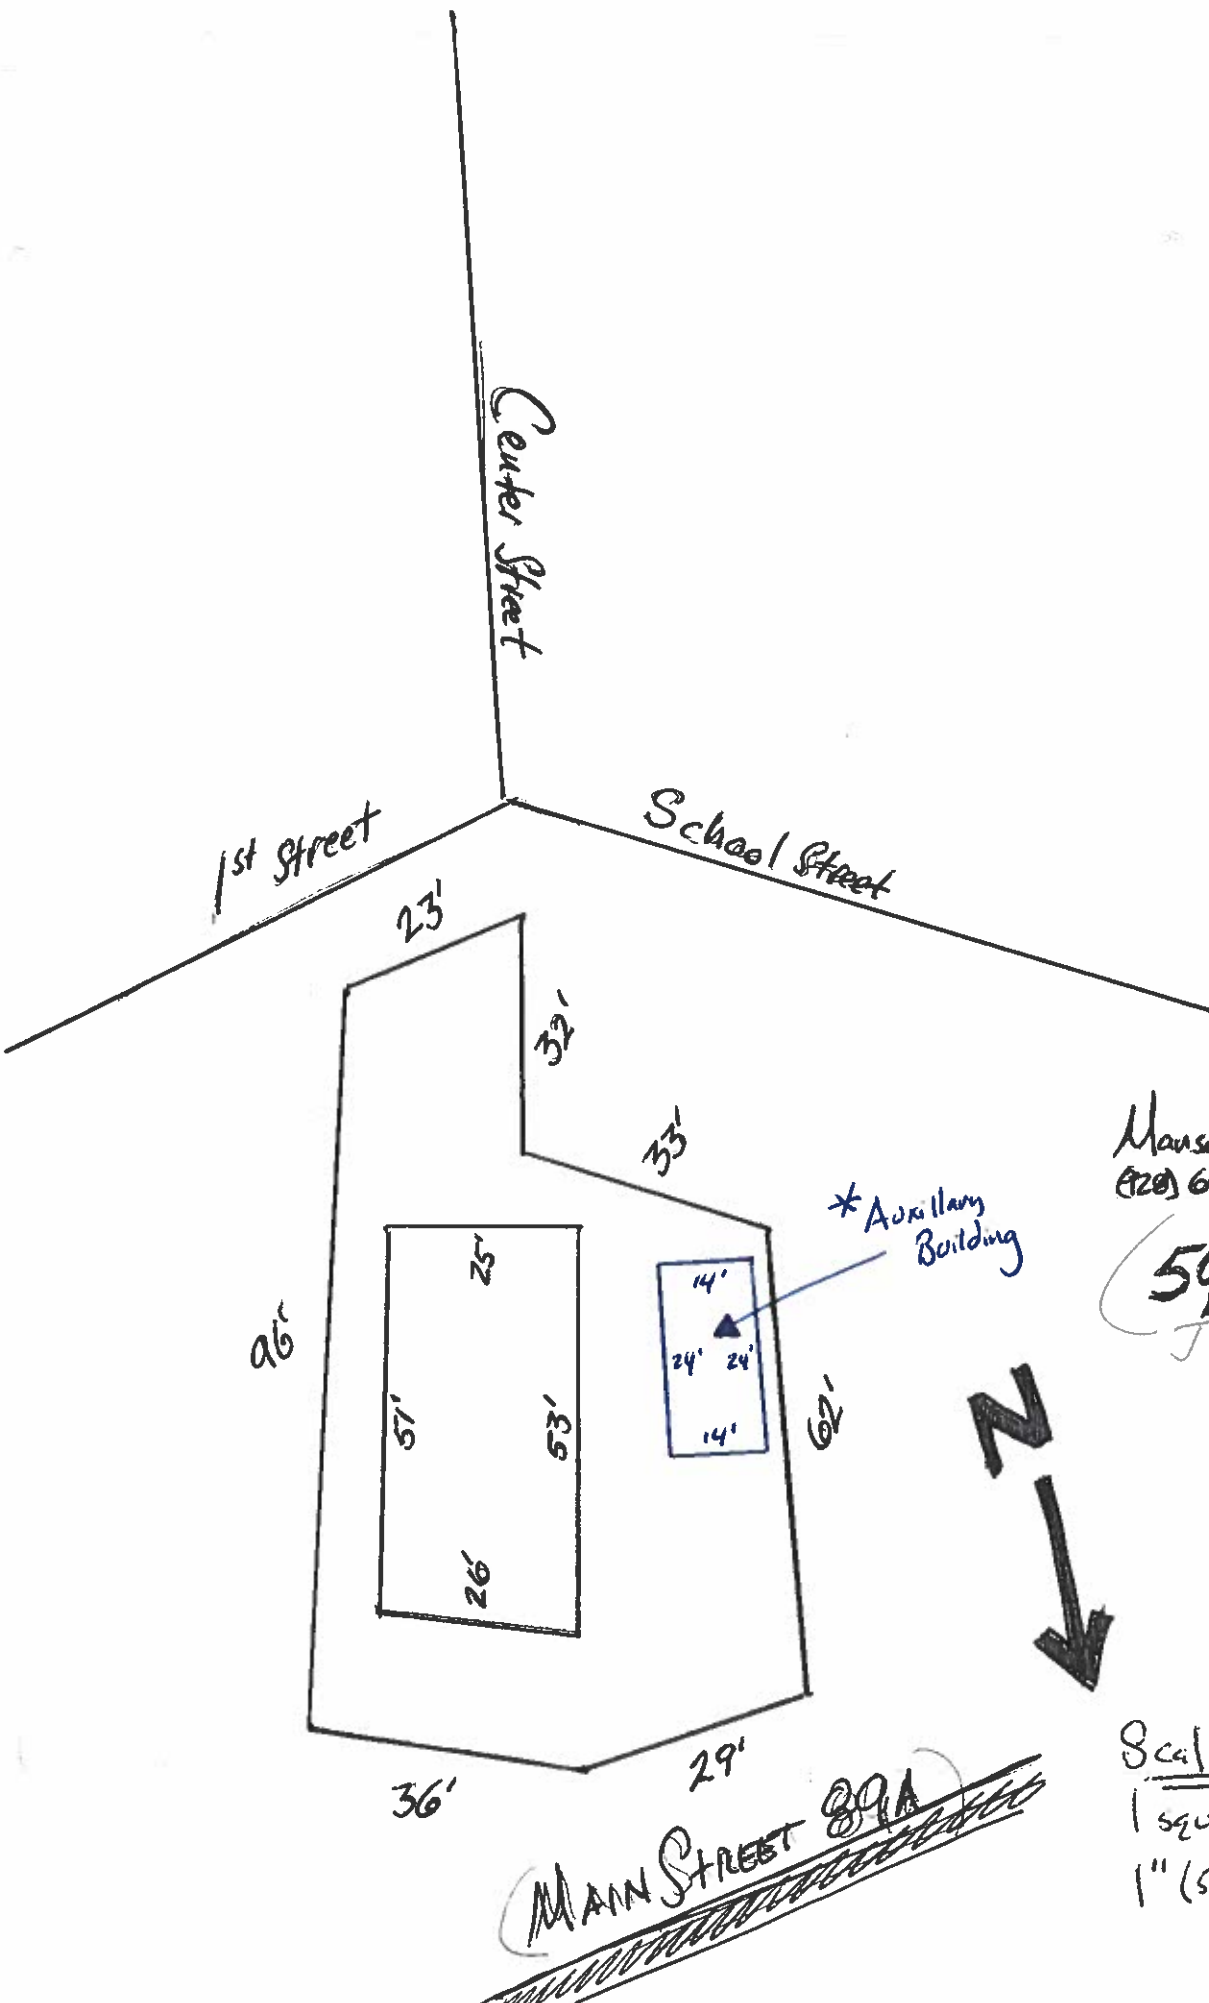 Center Street
1st Street
School Street
23'
32'
33'
* Auxillary
Building
25'
14'
96'
51'
53'
24' 24'
62'
14'
26'
N
36'
29'
MAIN STREET 89A
1"